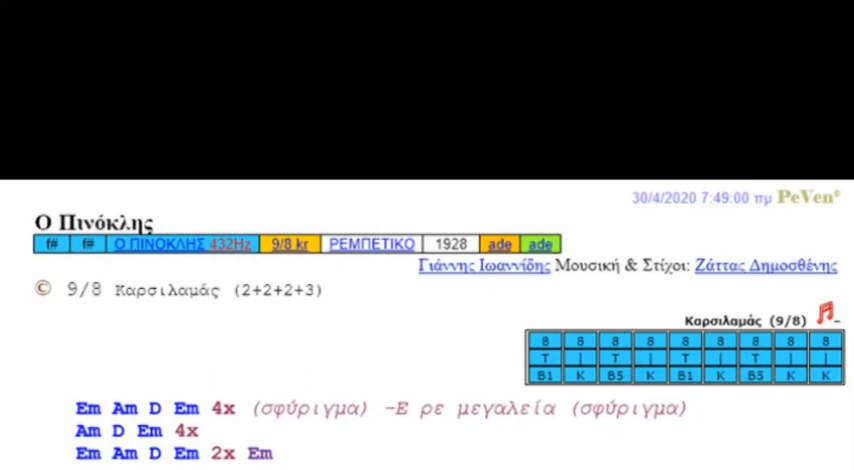 30/4/2020 7:49:00 πμ PeVen©
Ο Πινόκλης
f# f# Ο ΠΙΝΟΚΛΗΣ 432Hz 9/8 kr ΡΕΜΠΕΤΙΚΟ 1928 ade ade
Γιάννης Ιωαννίδης Μουσική & Στίχοι: Ζάττας Δημοσθένης
© 9/8 Καρσιλαμάς (2+2+2+3)
Καρσιλαμάς (9/8) –
8 8 8 8 8 8 8 8 8
T | T | T | T | |
B1 K B5 K B1 K B5 K K
Em Am D Em 4x (σφύριγμα) -Ε ρε μεγαλεία (σφύριγμα)
Am D Em 4x
Em Am D Em 2x Em